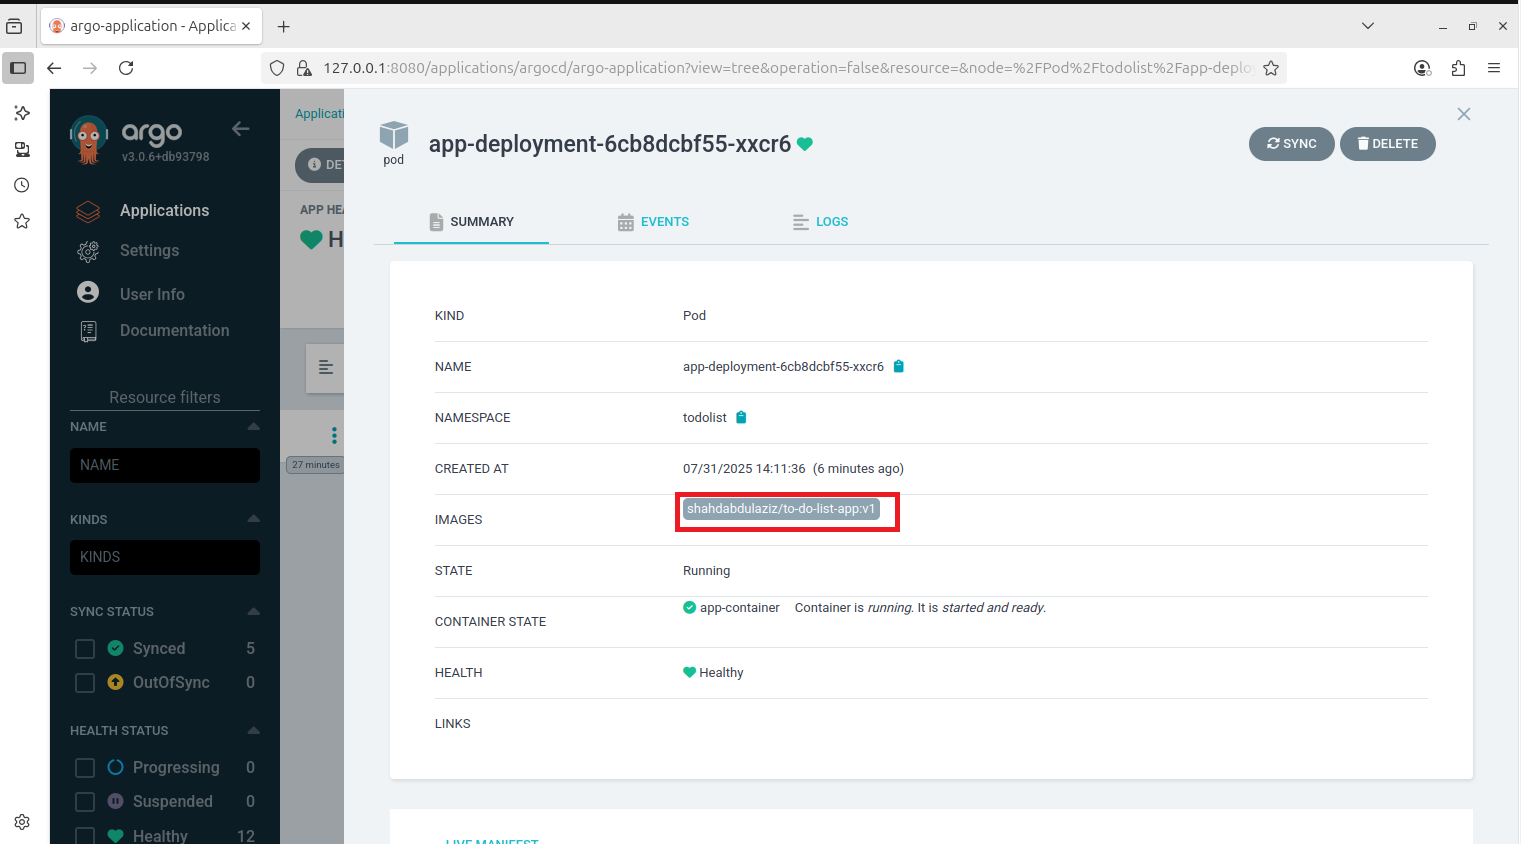 argo-application - Applica
127.0.0.1:8080/applications/argocd/argo-application?view=tree&operation=false&resource=&node=%2FPod%2Ftodolist%2Fapp-deplo
argo
v3.0.6+db93798
Applications
Settings
User Info
Documentation
Resource filters
NAME
NAME
KINDS
KINDS
SYNC STATUS
Synced 5
OutOfSync 0
HEALTH STATUS
Progressing 0
Suspended 0
Healthy 12
Applicati
DET
APP HEA
H
27 minutes
pod
app-deployment-6cb8dcbf55-xxcr6
SYNC
DELETE
SUMMARY
EVENTS
LOGS
KIND Pod
NAME app-deployment-6cb8dcbf55-xxcr6
NAMESPACE todolist
CREATED AT 07/31/2025 14:11:36 (6 minutes ago)
IMAGES shahdabdulaziz/to-do-list-app:v1
STATE Running
CONTAINER STATE app-container Container is running. It is started and ready.
HEALTH Healthy
LINKS
LIVE MANIFEST